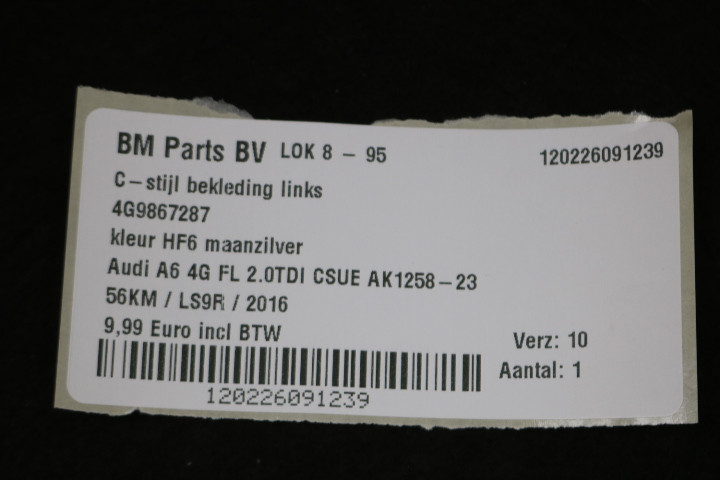 BM Parts BV LOK 8 - 95 120226091239
C-stijl bekleding links
4G9867287
kleur HF6 maanzilver
Audi A6 4G FL 2.0TDI CSUE AK1258-23
56KM / LS9R / 2016
9,99 Euro incl BTW Verz: 10
Aantal: 1
120226091239